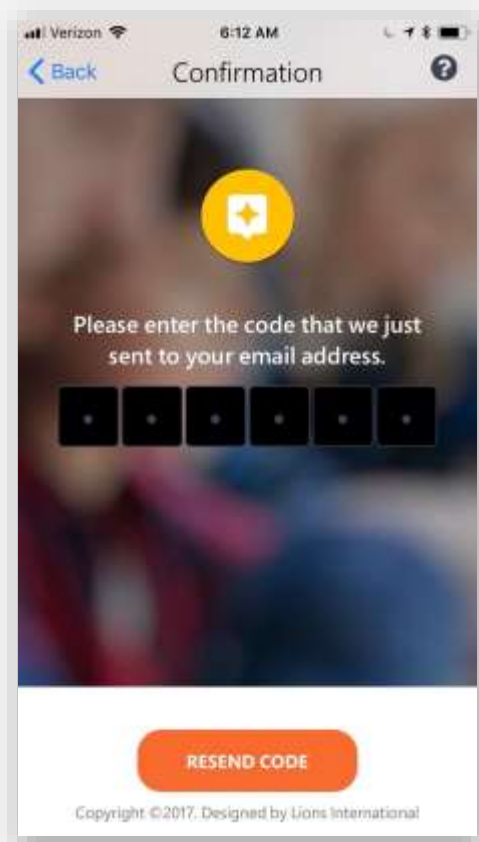 Verizon 6:12 AM
Back Confirmation ?
Please enter the code that we just
sent to your email address.
RESEND CODE
Copyright ©2017. Designed by Lions International